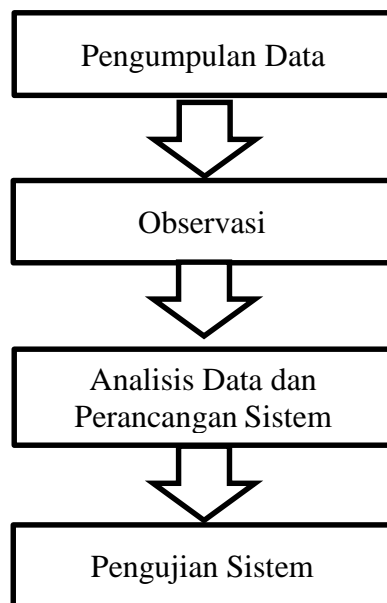 Pengumpulan Data
Observasi
Analisis Data dan
Perancangan Sistem
Pengujian Sistem